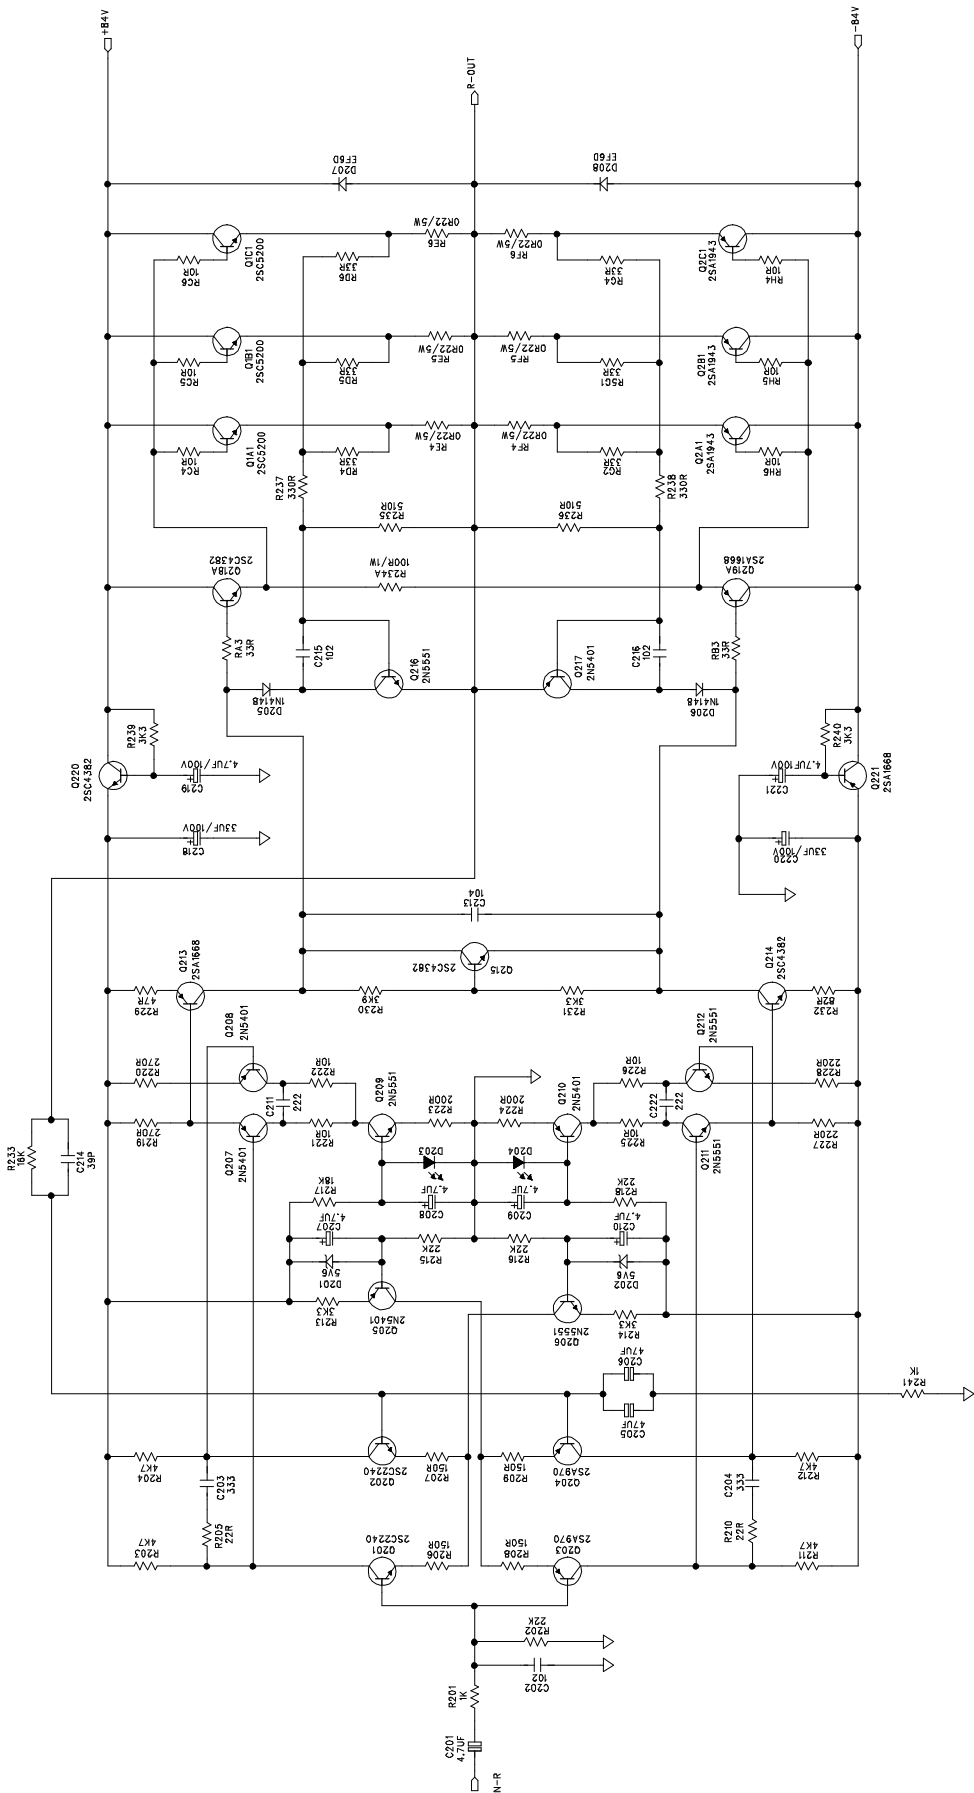 +84V
-84V
R-OUT
EF6D
D207
EF6D
D208
Q1C1
2SC5200
RC6
10R
RD6
33R
RE6
0R22/5W
RF6
0R22/5W
RG4
33R
Q2C1
2SA1943
RH4
10R
Q1B1
2SC5200
RC5
10R
RD5
33R
RE5
0R22/5W
RF5
0R22/5W
RSC1
33R
Q2B1
2SA1943
RH5
10R
Q1A1
2SC5200
RC4
10R
RD4
33R
RE4
0R22/5W
RF4
0R22/5W
RG2
33R
Q2A1
2SA1943
RH6
10R
R237
330R
R238
330R
R235
510R
R236
510R
Q218A
2SC4382
R234A
100R/1W
Q219A
2SA1668
RA3
33R
C215
102
Q216
2N5551
Q217
2N5401
C216
102
RB3
33R
D205
1N4148
D206
1N4148
Q220
2SC4382
R239
3K3
C219
4.7UF/100V
C218
33UF/100V
R240
3K3
C221
4.7UF100V
Q221
2SA1668
C220
33UF/100V
C213
104
Q213
2SA1668
R229
47R
R230
3K9
Q215
2SC4382
R231
3K3
Q214
2SC4382
R232
82R
Q208
2N5401
R220
270R
R222
10R
C211
222
R219
270R
Q207
2N5401
R221
10R
Q209
2N5551
R223
200R
R224
200R
Q210
2N5401
R226
10R
C222
222
R225
10R
Q212
2N5551
R228
220R
Q211
2N5551
R227
220R
R233
16K
C214
39P
R217
18K
D203
C208
4.7UF
D204
C209
4.7UF
R218
22K
C207
4.7UF
R215
22K
R216
22K
C210
4.7UF
D201
5V6
D202
5V6
R213
3K3
Q205
2N5401
Q206
2N5551
R214
3K3
C206
47UF
C205
47UF
R241
1K
R204
4K7
C203
333
R205
22R
Q202
2SC2240
R207
150R
R209
150R
Q204
2SA970
C204
333
R210
22R
R212
4K7
R203
4K7
Q201
2SC2240
R206
150R
R208
150R
Q203
2SA970
R211
4K7
R202
22K
C202
102
R201
1K
C201
4.7UF
N-R